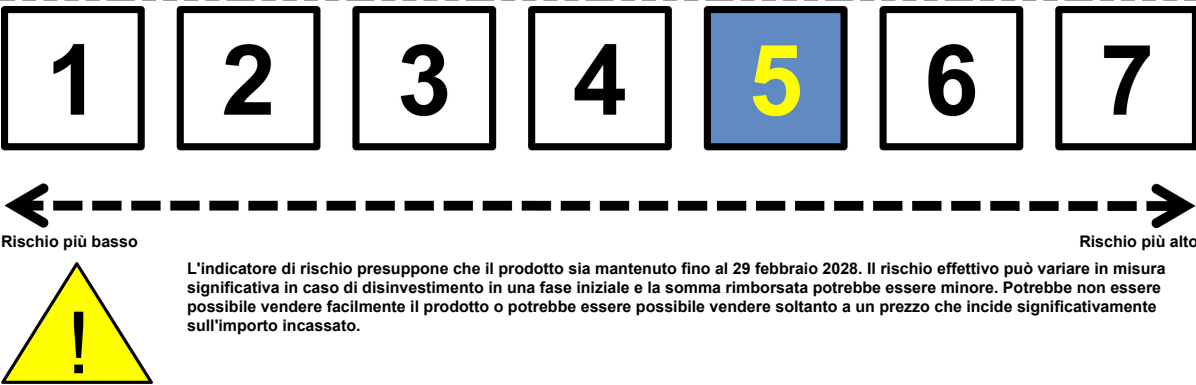 1 2 3 4 5 6 7
Rischio più basso Rischio più alto
L'indicatore di rischio presuppone che il prodotto sia mantenuto fino al 29 febbraio 2028. Il rischio effettivo può variare in misura
significativa in caso di disinvestimento in una fase iniziale e la somma rimborsata potrebbe essere minore. Potrebbe non essere
possibile vendere facilmente il prodotto o potrebbe essere possibile vendere soltanto a un prezzo che incide significativamente
sull'importo incassato.
!